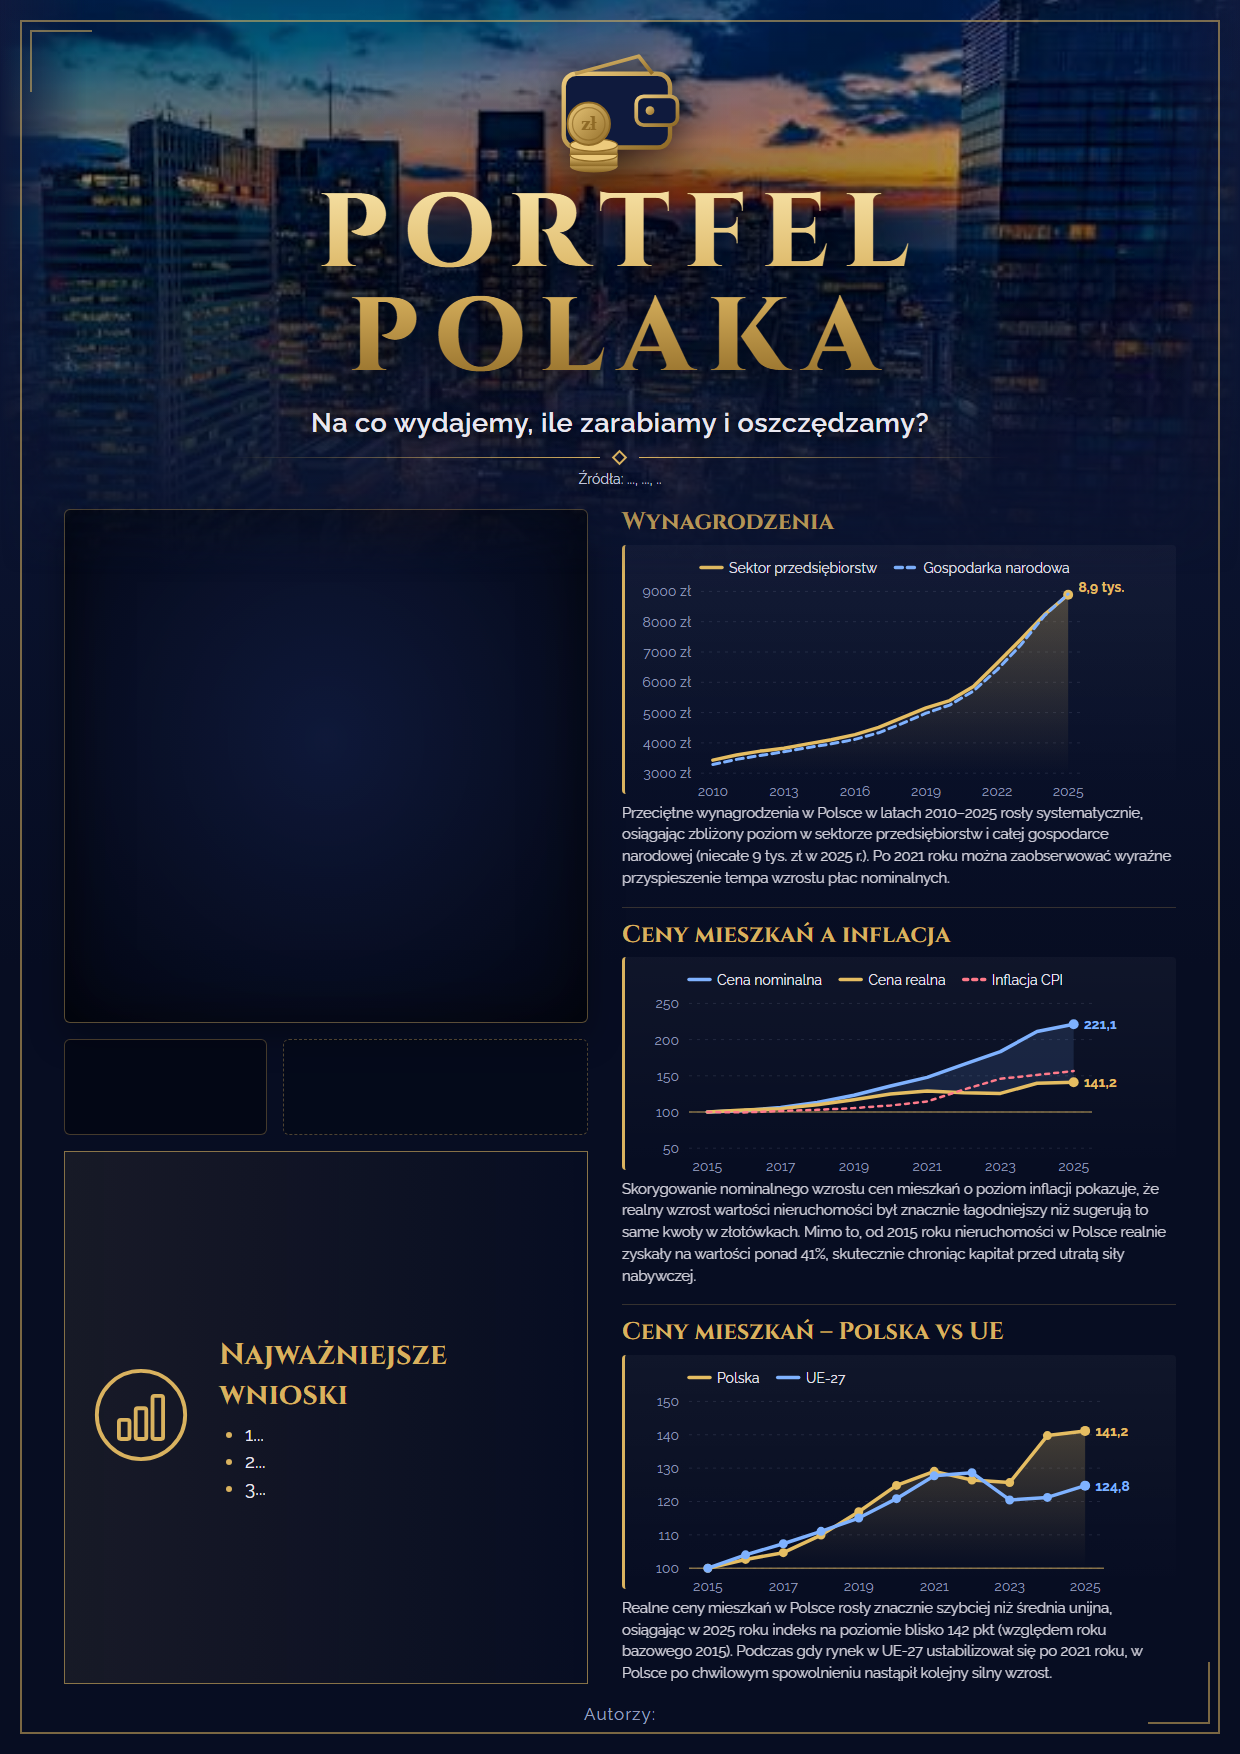 zł
PORTFEL
POLAKA
Na co wydajemy, ile zarabiamy i oszczędzamy?
Źródła: ..., ..., ..
Najważniejsze
wnioski
1...
2...
3...
Wynagrodzenia
Sektor przedsiębiorstw Gospodarka narodowa
8,9 tys.
9000 zł
8000 zł
7000 zł
6000 zł
5000 zł
4000 zł
3000 zł
2010 2013 2016 2019 2022 2025
Przeciętne wynagrodzenia w Polsce w latach 2010–2025 rosły systematycznie,
osiągając zbliżony poziom w sektorze przedsiębiorstw i całej gospodarce
narodowej (niecałe 9 tys. zł w 2025 r.). Po 2021 roku można zaobserwować wyraźne
przyspieszenie tempa wzrostu płac nominalnych.
Ceny mieszkań a inflacja
Cena nominalna Cena realna Inflacja CPI
250
221,1
200
150
141,2
100
50
2015 2017 2019 2021 2023 2025
Skorygowanie nominalnego wzrostu cen mieszkań o poziom inflacji pokazuje, że
realny wzrost wartości nieruchomości był znacznie łagodniejszy niż sugerują to
same kwoty w złotówkach. Mimo to, od 2015 roku nieruchomości w Polsce realnie
zyskały na wartości ponad 41%, skutecznie chroniąc kapitał przed utratą siły
nabywczej.
Ceny mieszkań – Polska vs UE
Polska UE-27
150
141,2
140
130
124,8
120
110
100
2015 2017 2019 2021 2023 2025
Realne ceny mieszkań w Polsce rosły znacznie szybciej niż średnia unijna,
osiągając w 2025 roku indeks na poziomie blisko 142 pkt (względem roku
bazowego 2015). Podczas gdy rynek w UE-27 ustabilizował się po 2021 roku, w
Polsce po chwilowym spowolnieniu nastąpił kolejny silny wzrost.
Autorzy: